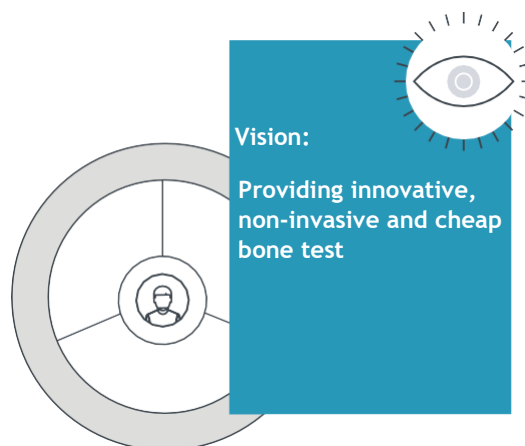 Vision:
Providing innovative,
non-invasive and cheap
bone test